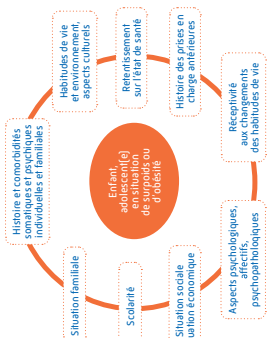 Histoire et comorbidités
somatiques et psychiques
individuelles et familiales
Habitudes de vie
et environnement,
aspects culturels
Retentissement
sur l'état de santé
Histoire des prises en
charge antérieures
Réceptivité
aux changements
des habitudes de vie
Aspects psychologiques,
affectifs,
psychopathologiques
Situation sociale
uation économique
Scolarité
Situation familiale
Enfant,
adolescent[e]
en situation
de surpoids ou
d'obésité